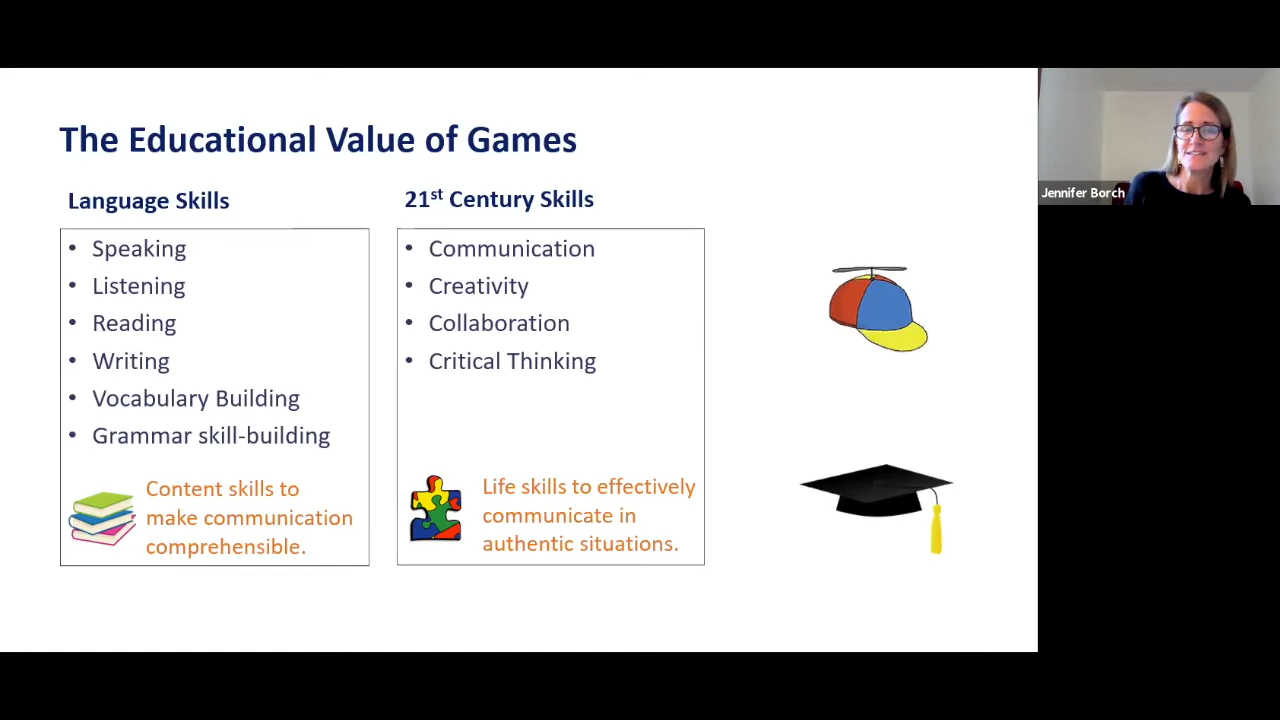 The Educational Value of Games
Language Skills
• Speaking
• Listening
• Reading
• Writing
• Vocabulary Building
• Grammar skill-building
Content skills to
make communication
comprehensible.
21st Century Skills
• Communication
• Creativity
• Collaboration
• Critical Thinking
Life skills to effectively
communicate in
authentic situations.
Jennifer Borch